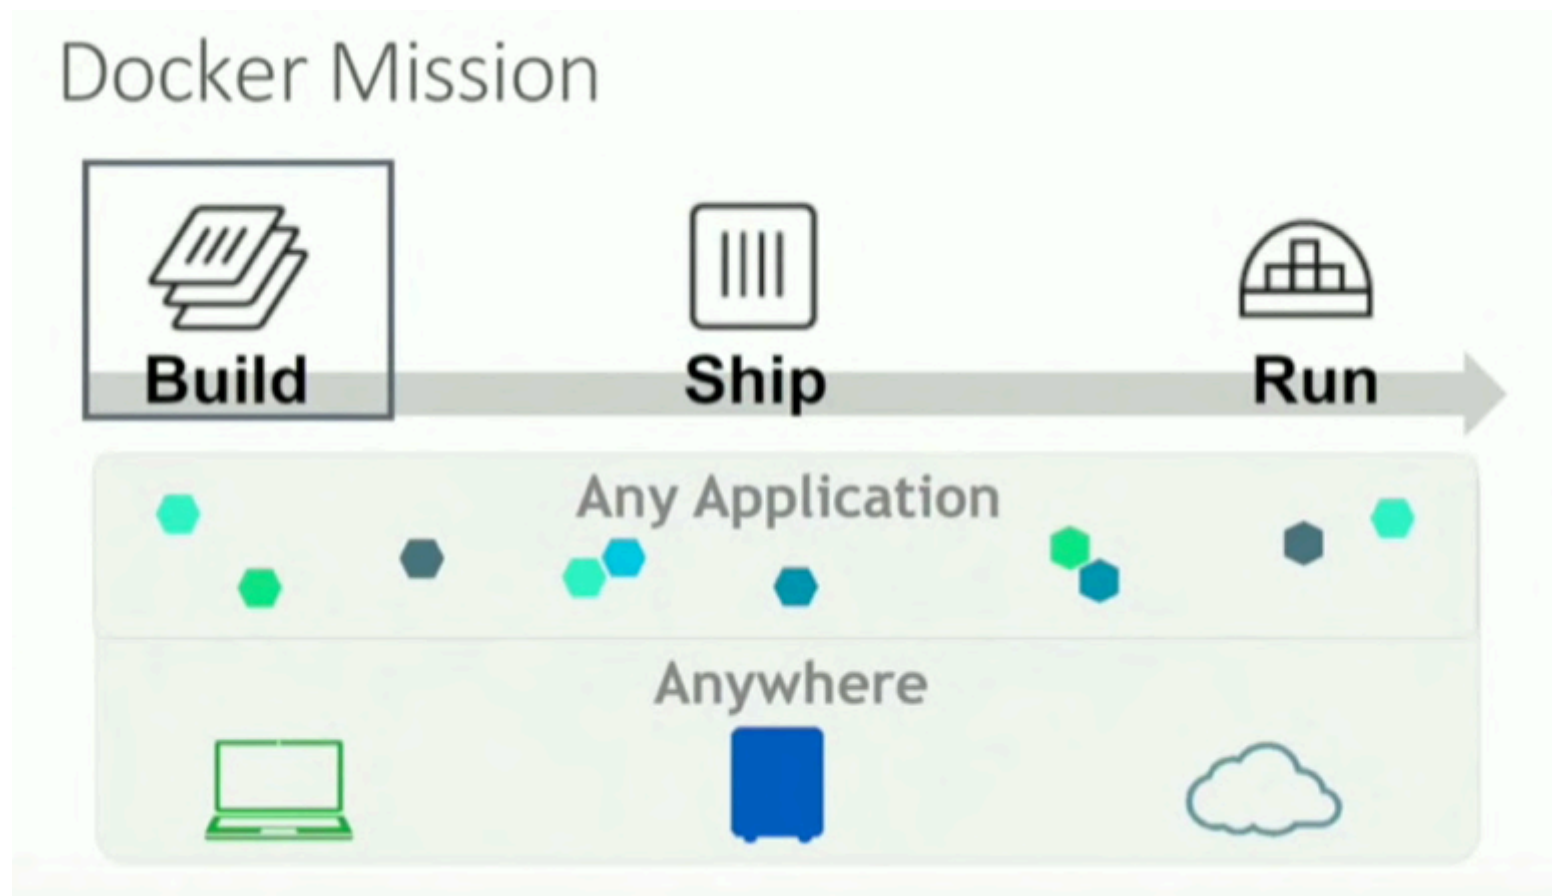 Docker Mission
Build
Ship
Run
Any Application
Anywhere